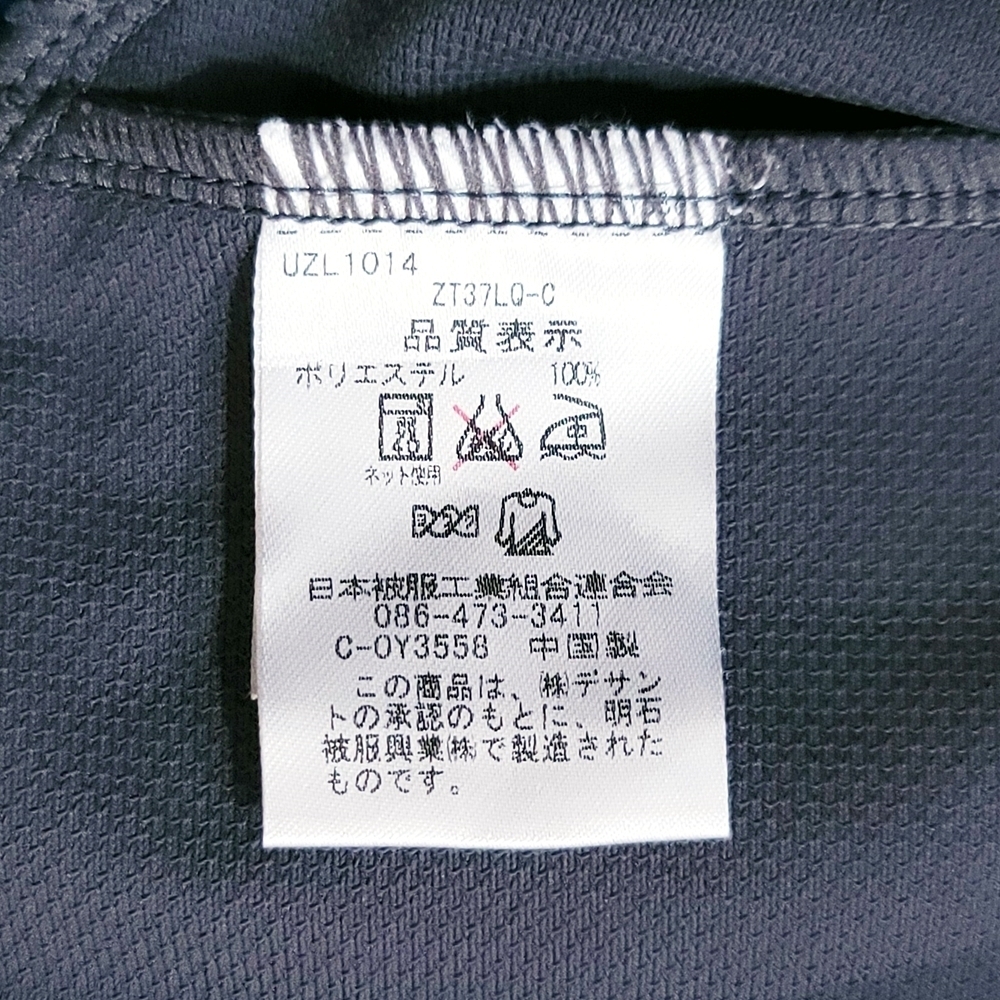 UZL1014
ZT37LQ-C
品質表示
ポリエステル 100%
ネット使用
日本被服工業組合連合会
086-473-3411
C-0Y3558 中国製
この商品は、㈱デサン
トの承認のもとに、明石
被服興業㈱で製造された
ものです。